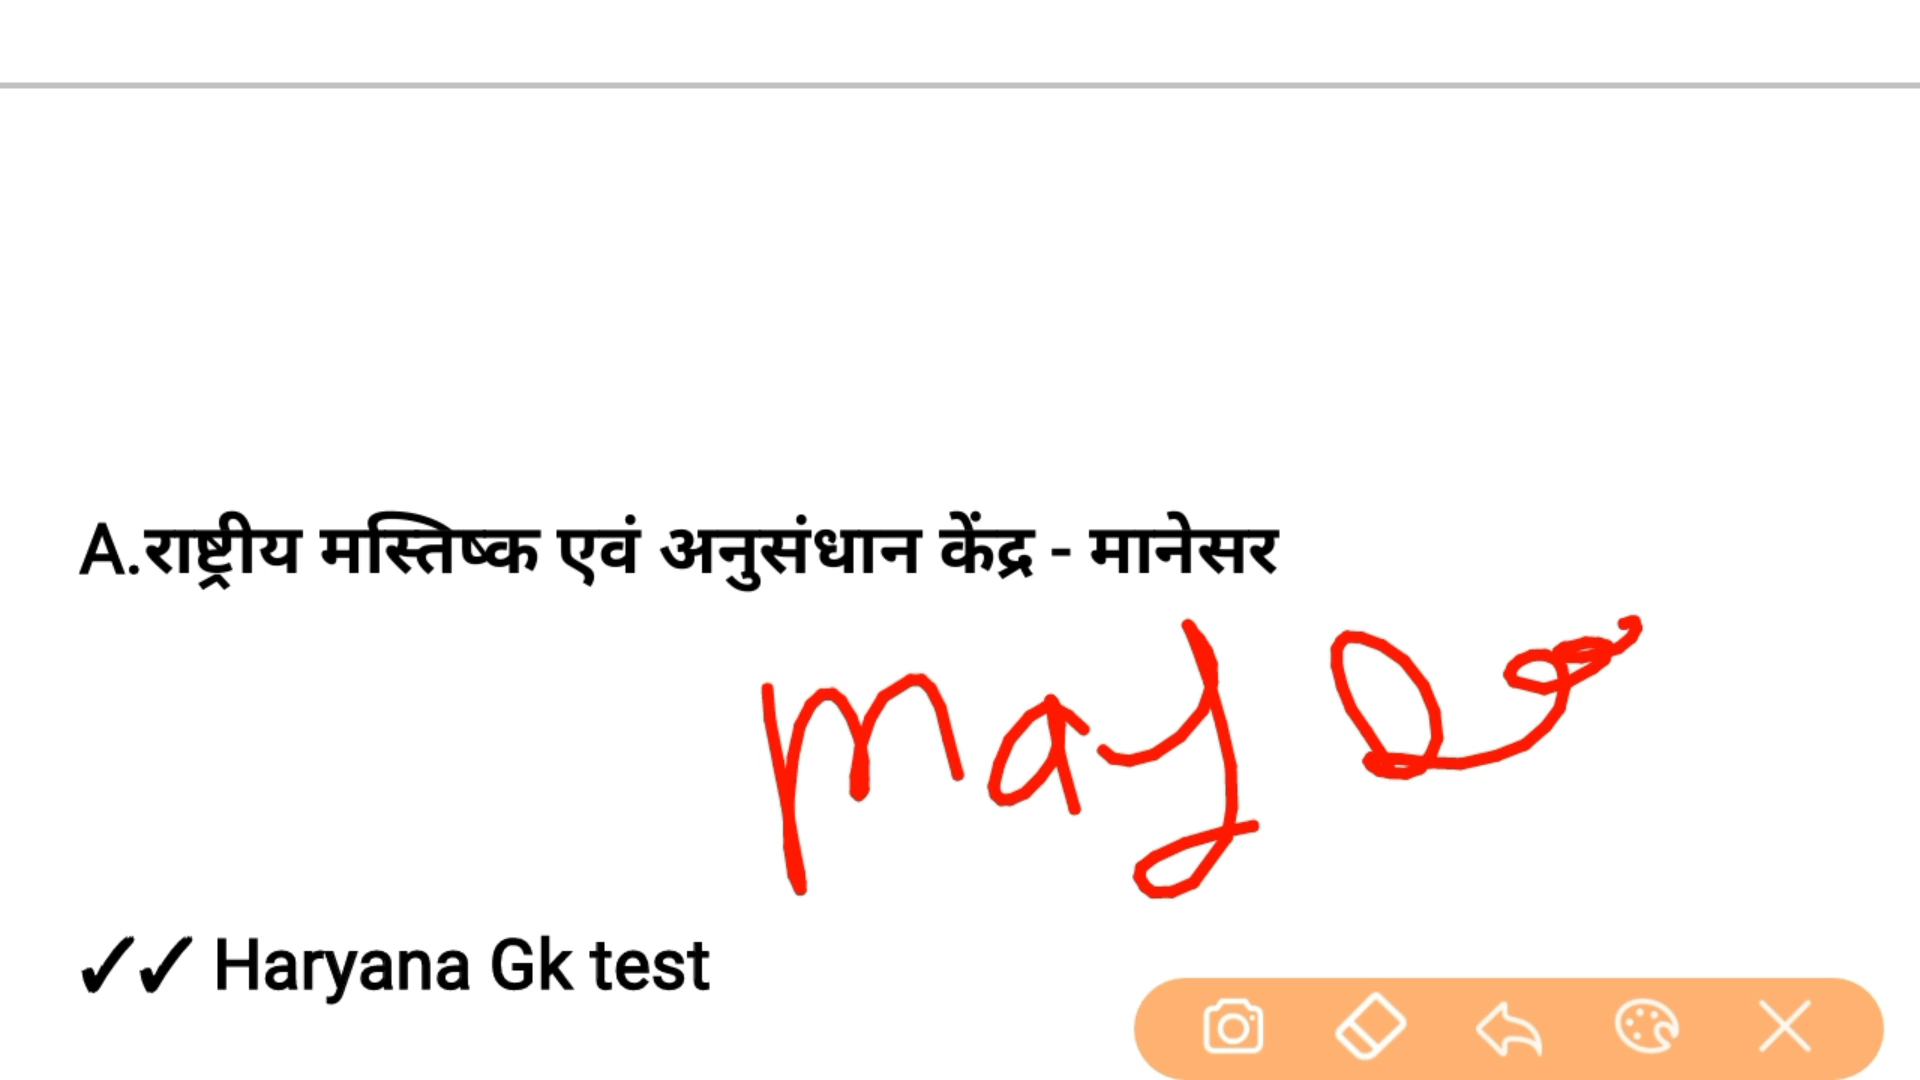 A.राष्ट्रीय मस्तिष्क एवं अनुसंधान केंद्र - मानेसर
may
✓✓ Haryana Gk test